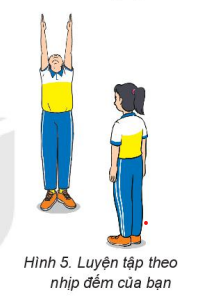 Hình 5. Luyện tập theo
nhịp đếm của bạn